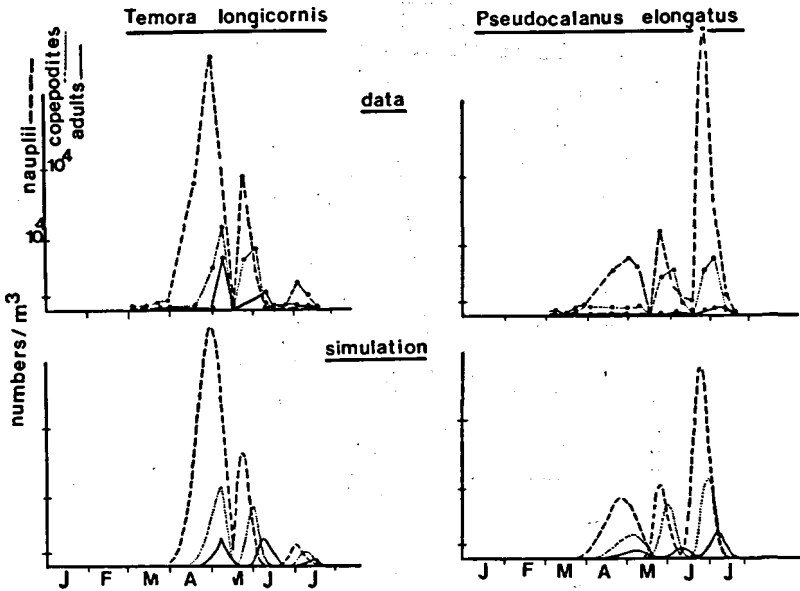 Temora longicornis
Pseudocalanus elongatus
nauplii
copepodites
adults
data
10⁴
10⁴
numbers/m³
simulation
J F M A M J J
J F M A M J J